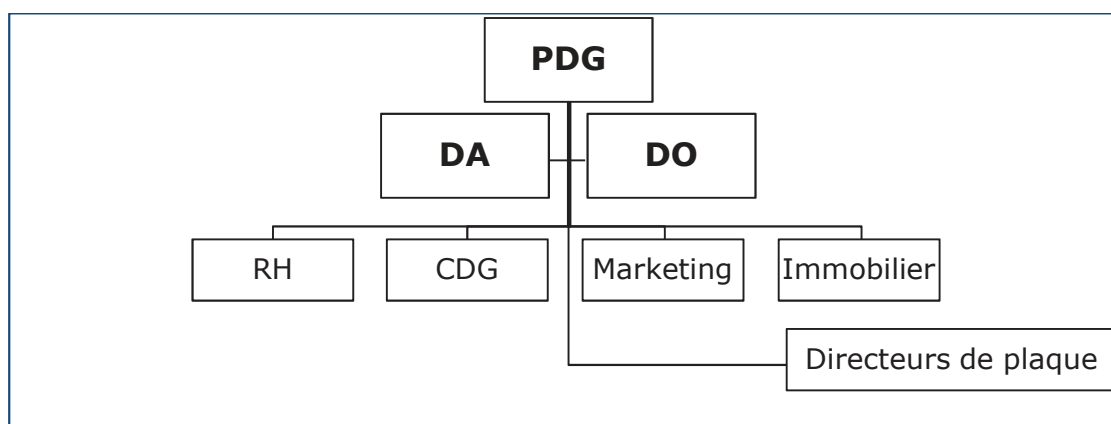 PDG
DA
DO
RH
CDG
Marketing
Immobilier
Directeurs de plaque